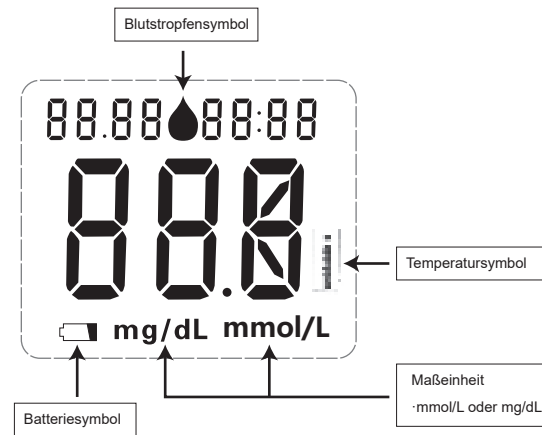 Blutstropfensymbol
88.88 88:88
88.8
Temperatursymbol
mg/dL mmol/L
Maßeinheit
·mmol/L oder mg/dL
Batteriesymbol